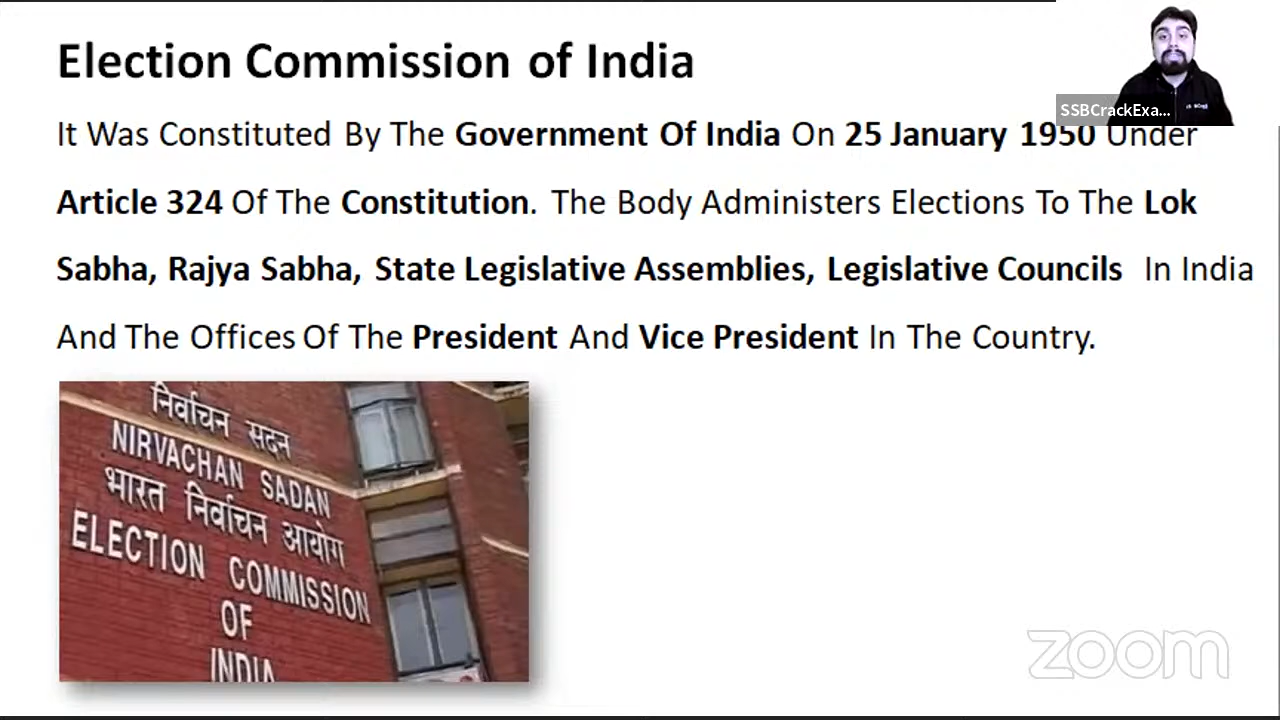 Election Commission of India
SSBCrackExa...
It Was Constituted By The Government Of India On 25 January 1950 Under
Article 324 Of The Constitution. The Body Administers Elections To The Lok
Sabha, Rajya Sabha, State Legislative Assemblies, Legislative Councils In India
And The Offices Of The President And Vice President In The Country.
निर्वाचन सदन
NIRVACHAN SADAN
भारत निर्वाचन आयोग
ELECTION COMMISSION
OF
INDIA
zoom